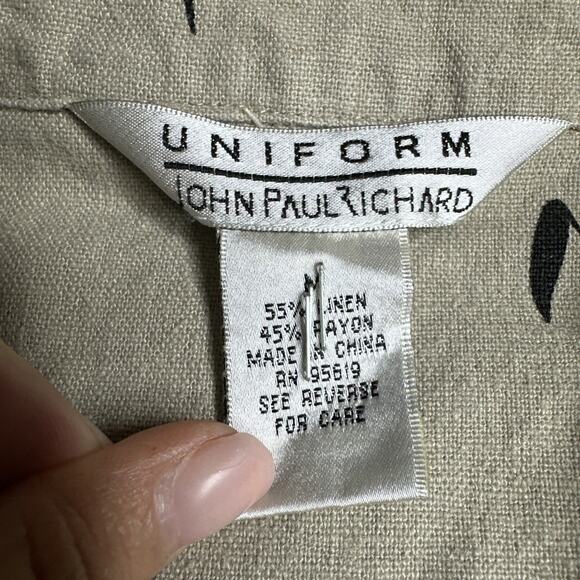 UNIFORM
JOHN PAUL RICHARD
M
55% LINEN
45% RAYON
MADE IN CHINA
RN 95619
SEE REVERSE
FOR CARE